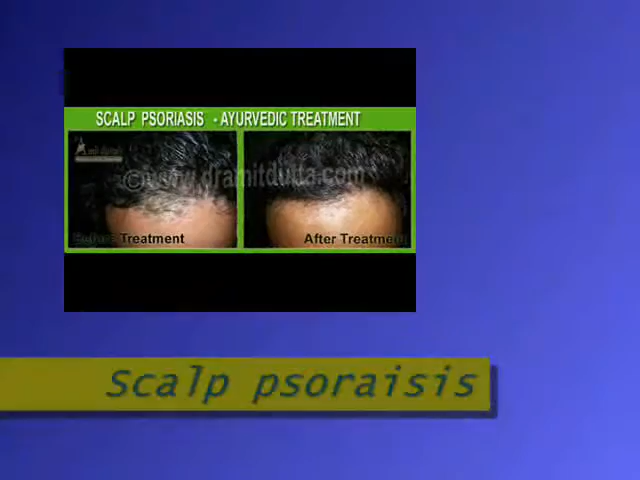 SCALP PSORIASIS - AYURVEDIC TREATMENT
©www.dramitdutta.com
Before Treatment
After Treatment
Scalp psoraisis